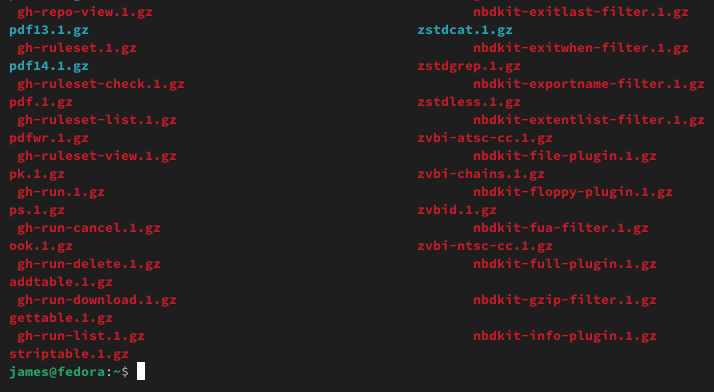 gh-repo-view.1.gz nbdkit-exitlast-filter.1.gz
pdf13.1.gz zstdcat.1.gz
gh-ruleset.1.gz nbdkit-exitwhen-filter.1.gz
pdf14.1.gz zstdgrep.1.gz
gh-ruleset-check.1.gz nbdkit-exportname-filter.1.gz
pdf.1.gz zstdless.1.gz
gh-ruleset-list.1.gz nbdkit-extentlist-filter.1.gz
pdfwr.1.gz zvbi-atsc-cc.1.gz
gh-ruleset-view.1.gz nbdkit-file-plugin.1.gz
pk.1.gz zvbi-chains.1.gz
gh-run.1.gz nbdkit-floppy-plugin.1.gz
ps.1.gz zvbid.1.gz
gh-run-cancel.1.gz nbdkit-fua-filter.1.gz
ook.1.gz zvbi-ntsc-cc.1.gz
gh-run-delete.1.gz nbdkit-full-plugin.1.gz
addtable.1.gz
gh-run-download.1.gz nbdkit-gzip-filter.1.gz
gettable.1.gz
gh-run-list.1.gz nbdkit-info-plugin.1.gz
striptable.1.gz
james@fedora:~$